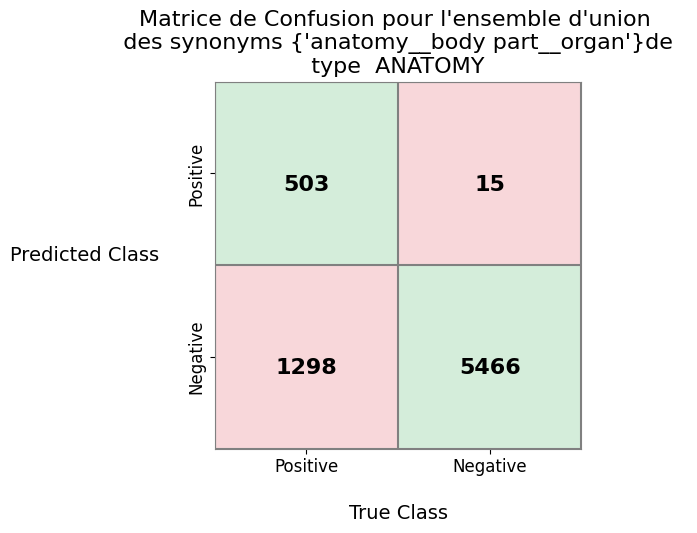 Matrice de Confusion pour l'ensemble d'union
des synonyms {'anatomy__body part__organ'}de
type  ANATOMY
Positive
503
15
Predicted Class
Negative
1298
5466
Positive
Negative
True Class